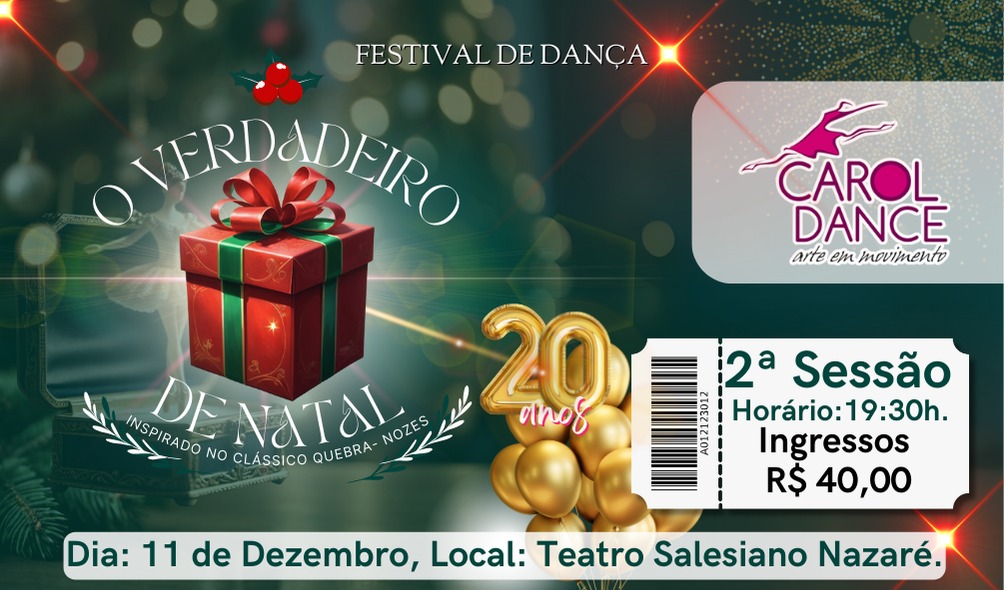 FESTIVAL DE DANÇA
O VERDADEIRO
DE NATAL
INSPIRADO NO CLÁSSICO QUEBRA- NOZES
CAROL
DANCE
arte em movimento
20
anos
A012123012
2ª Sessão
Horário:19:30h.
Ingressos
R$ 40,00
Dia: 11 de Dezembro, Local: Teatro Salesiano Nazaré.